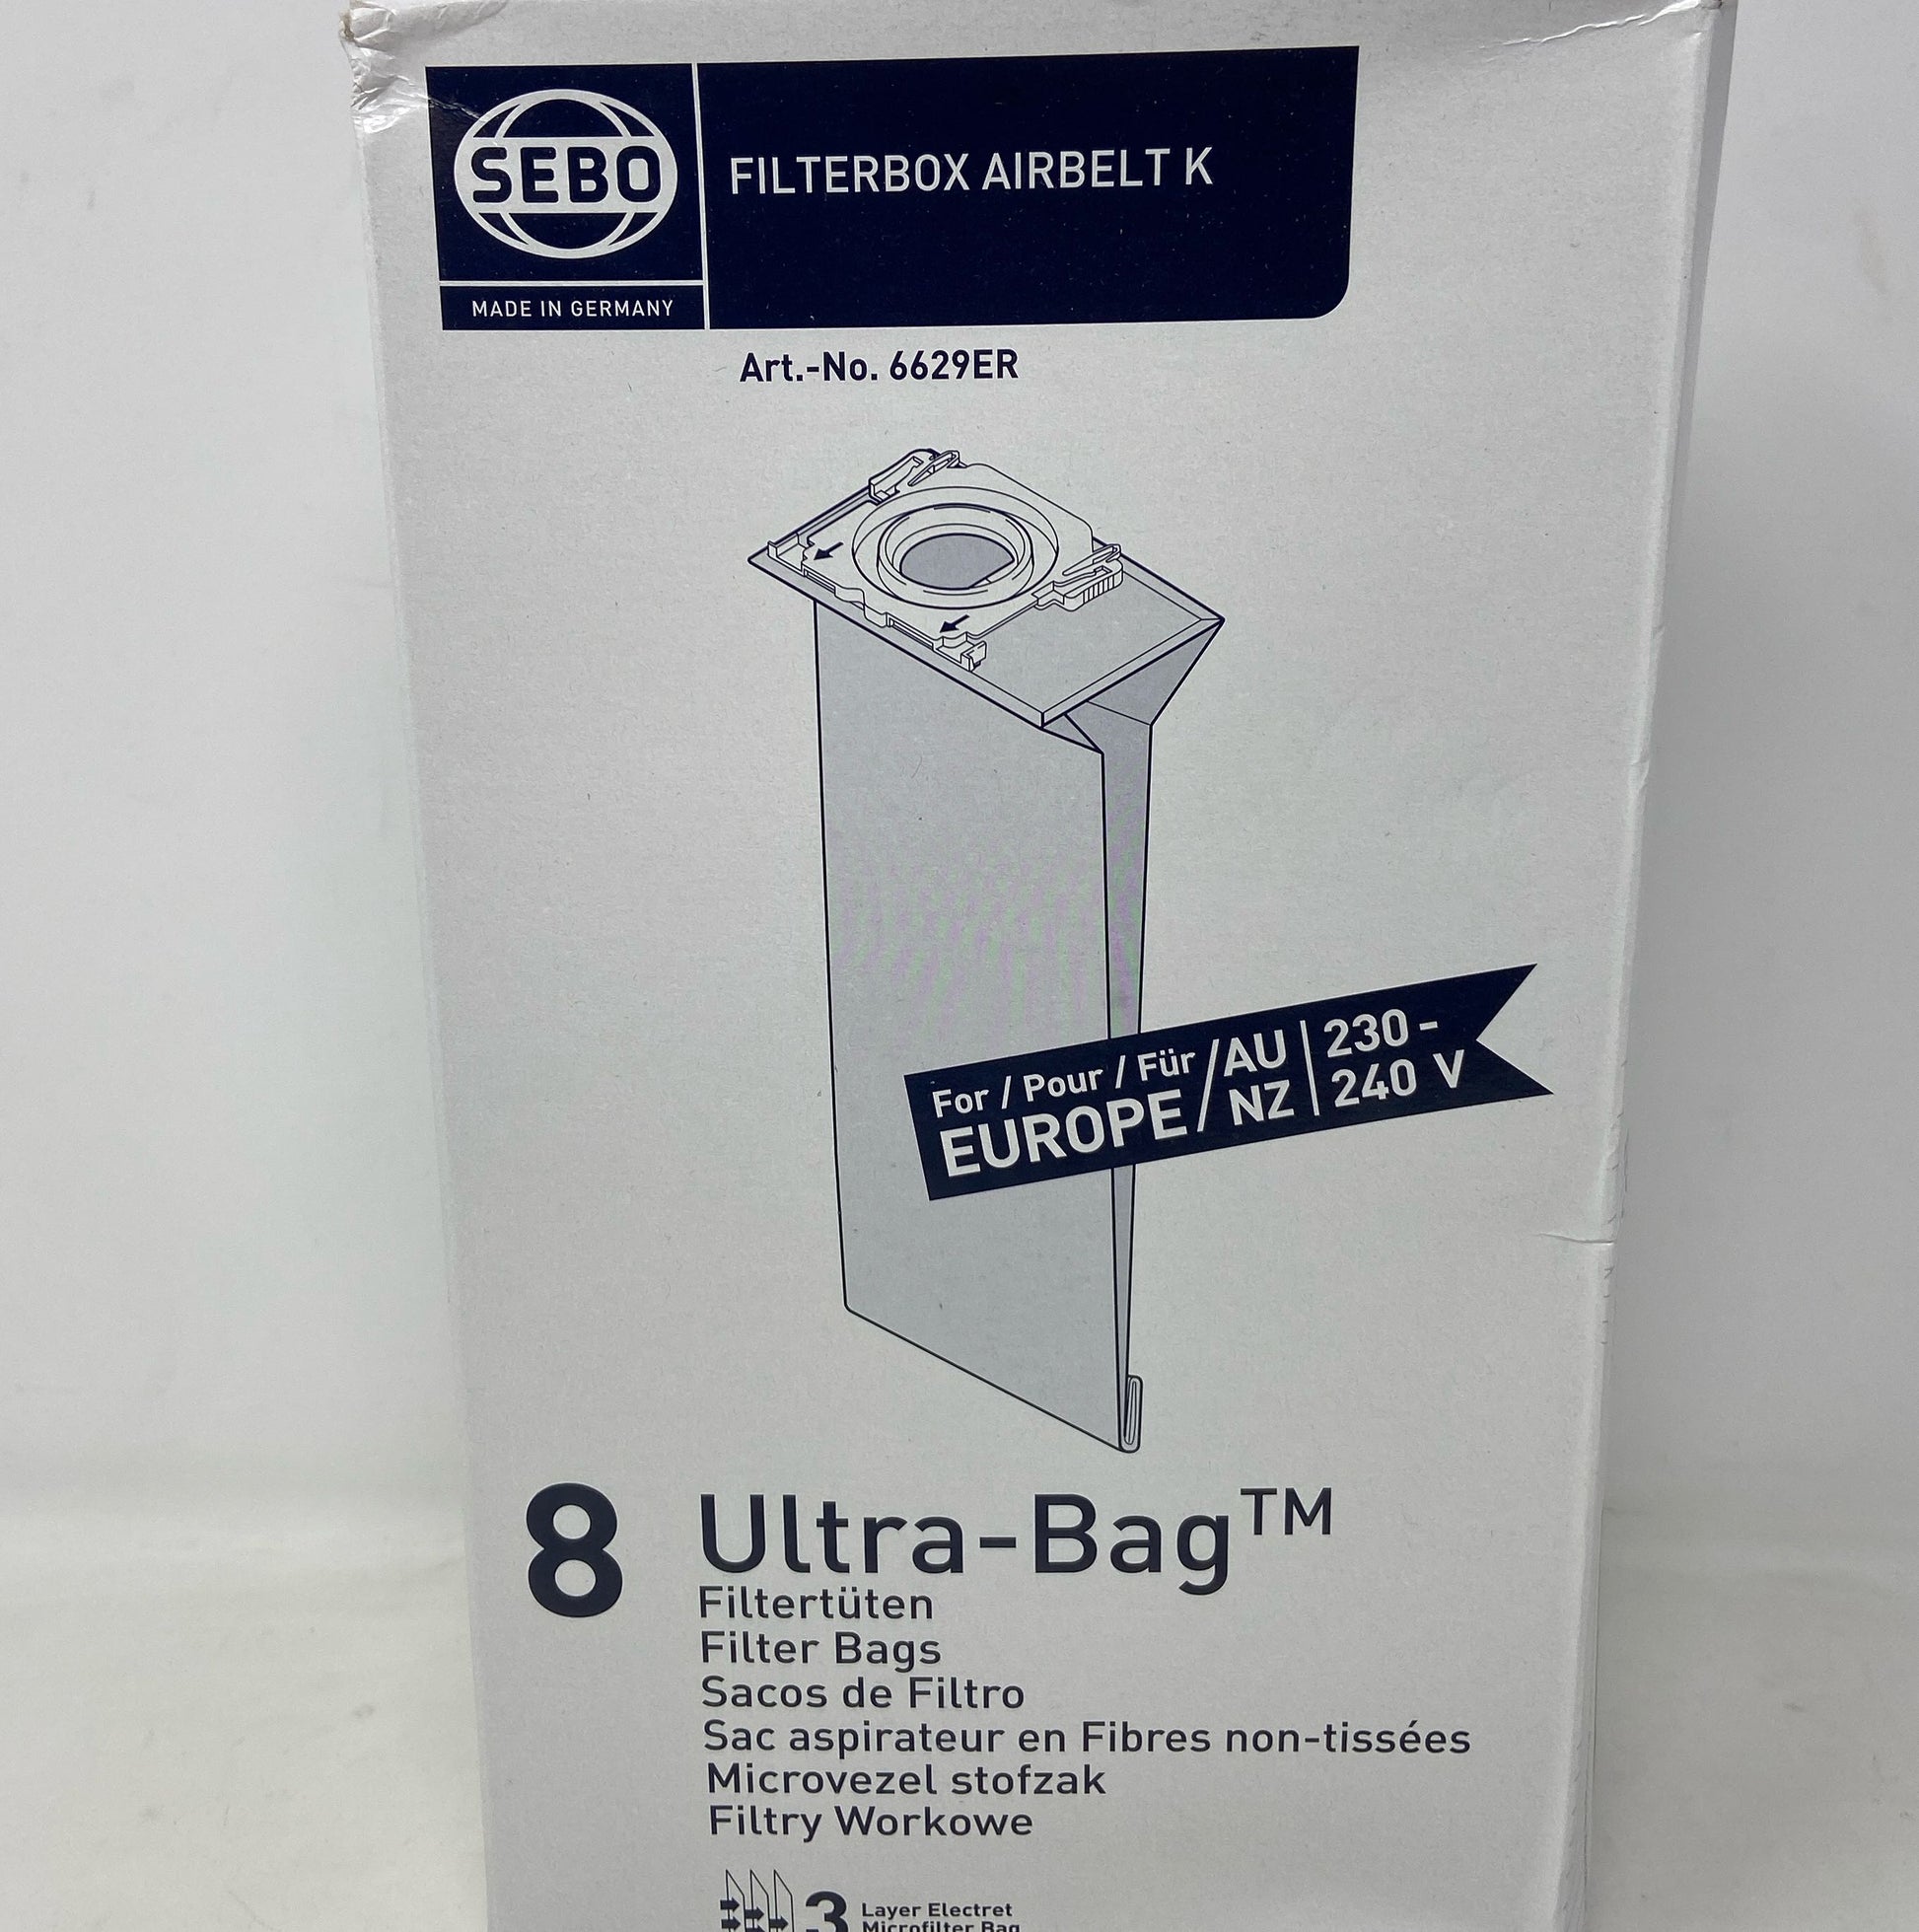 SEBO
MADE IN GERMANY
FILTERBOX AIRBELT K
Art.-No. 6629ER
For / Pour / Für
EUROPE / AU
NZ
230 -
240 V
8 Ultra-Bag™
Filtertüten
Filter Bags
Sacos de Filtro
Sac aspirateur en Fibres non-tissées
Microvezel stofzak
Filtry Workowe
3 Layer Electret
Microfilter Bag